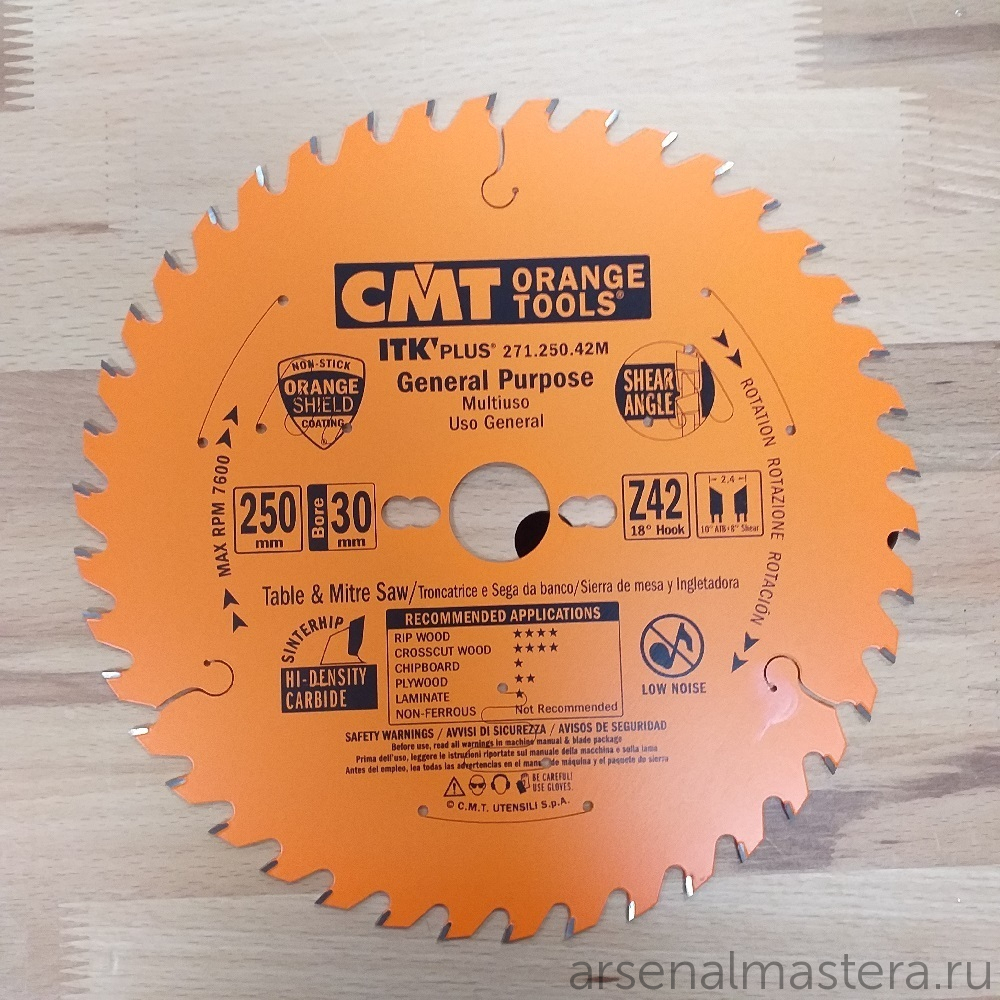 CMT ORANGE TOOLS®
ITK' PLUS® 271.250.42M
General Purpose
Multiuso
Uso General
NON-STICK
ORANGE
SHIELD
COATING
SHEAR
ANGLE
MAX RPM 7600
ROTATION ROTAZIONE ROTACIÓN
250
mm
Bore
30
mm
Z42
18° Hook
2,4
10° ATB+8° Shear
Table & Mitre Saw/Troncatrice e Sega da banco/Sierra de mesa y Ingletadora
SINTERHIP
HI-DENSITY
CARBIDE
RECOMMENDED APPLICATIONS
RIP WOOD ★★★★
CROSSCUT WOOD ★★★★
CHIPBOARD ★
PLYWOOD ★★
LAMINATE ★
NON-FERROUS Not Recommended
LOW NOISE
SAFETY WARNINGS / AVVISI DI SICUREZZA / AVISOS DE SEGURIDAD
Before use, read all warnings in machine manual & blade package
Prima dell'uso, leggere le istruzioni riportate sul manuale della macchina e sulla lama
Antes del empleo, lea todas las advertencias en el manual de máquina y el paquete de sierra
BE CAREFUL!
USE GLOVES.
© C.M.T. UTENSILI S.p.A.
arsenalmastera.ru